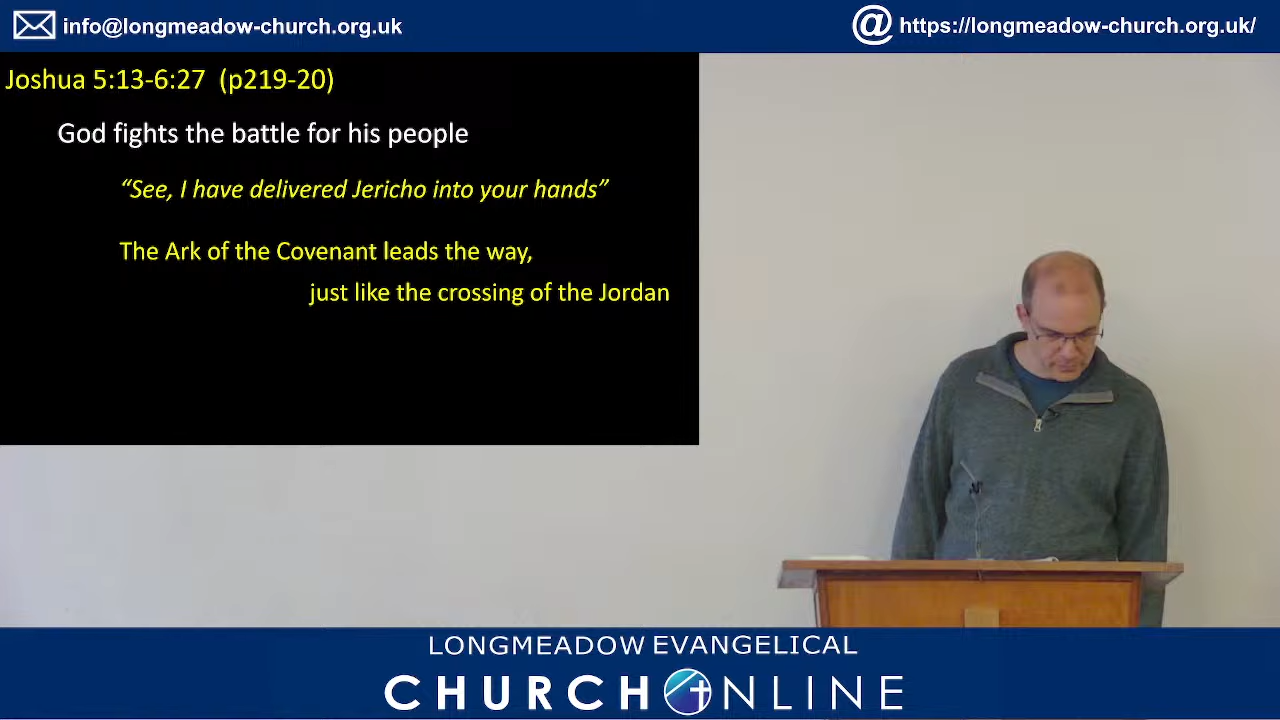 info@longmeadow-church.org.uk
https://longmeadow-church.org.uk/
Joshua 5:13-6:27 (p219-20)
God fights the battle for his people
“See, I have delivered Jericho into your hands”
The Ark of the Covenant leads the way,
just like the crossing of the Jordan
LONGMEADOW EVANGELICAL
CHURCH ONLINE